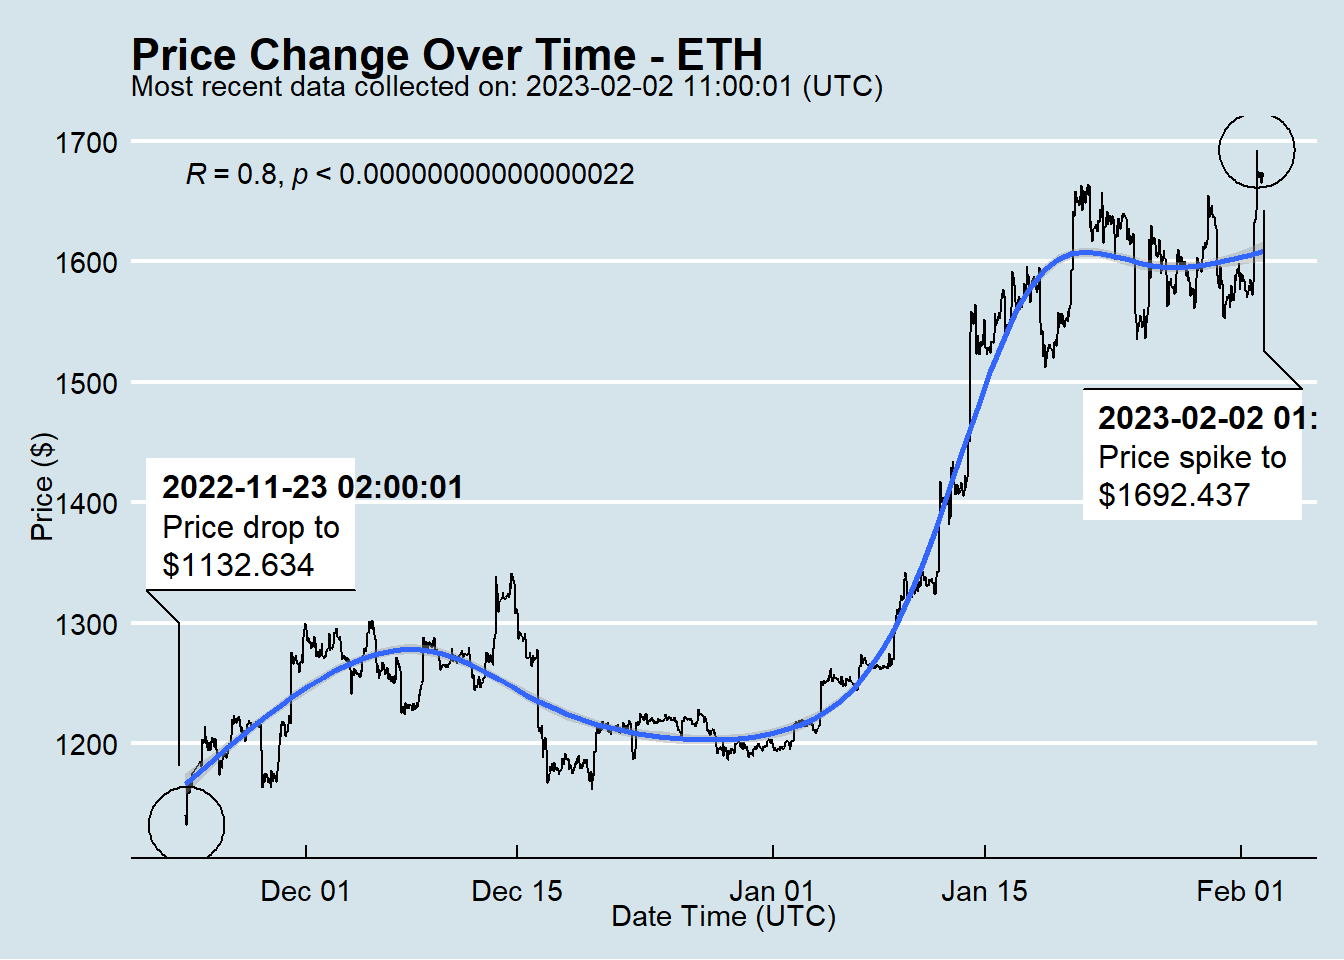 Price Change Over Time - ETH
Most recent data collected on: 2023-02-02 11:00:01 (UTC)
R = 0.8, p < 0.00000000000000022
1700
1600
1500
1400
1300
1200
Price ($)
2022-11-23 02:00:01
Price drop to
$1132.634
2023-02-02 01:
Price spike to
$1692.437
Dec 01
Dec 15
Jan 01
Jan 15
Feb 01
Date Time (UTC)